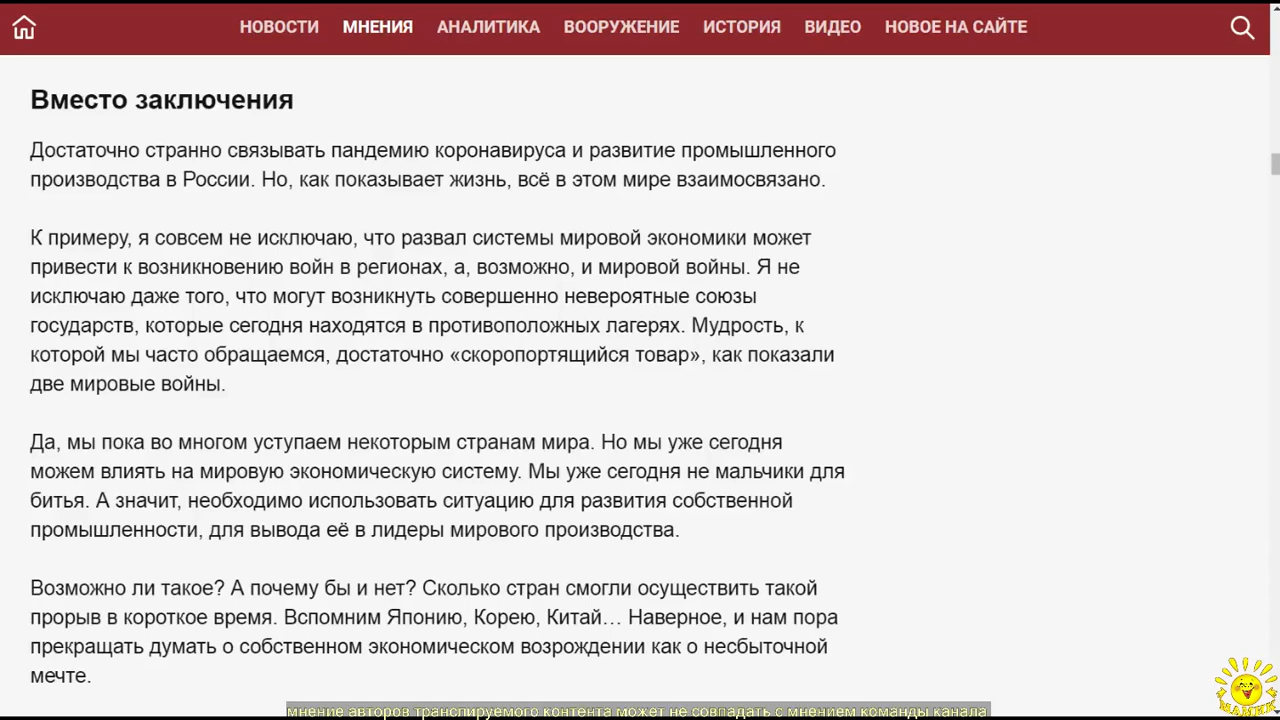 НОВОСТИ МНЕНИЯ АНАЛИТИКА ВООРУЖЕНИЕ ИСТОРИЯ ВИДЕО НОВОЕ НА САЙТЕ
Вместо заключения
Достаточно странно связывать пандемию коронавируса и развитие промышленного
производства в России. Но, как показывает жизнь, всё в этом мире взаимосвязано.
К примеру, я совсем не исключаю, что развал системы мировой экономики может
привести к возникновению войн в регионах, а, возможно, и мировой войны. Я не
исключаю даже того, что могут возникнуть совершенно невероятные союзы
государств, которые сегодня находятся в противоположных лагерях. Мудрость, к
которой мы часто обращаемся, достаточно «скоропортящийся товар», как показали
две мировые войны.
Да, мы пока во многом уступаем некоторым странам мира. Но мы уже сегодня
можем влиять на мировую экономическую систему. Мы уже сегодня не мальчики для
битья. А значит, необходимо использовать ситуацию для развития собственной
промышленности, для вывода её в лидеры мирового производства.
Возможно ли такое? А почему бы и нет? Сколько стран смогли осуществить такой
прорыв в короткое время. Вспомним Японию, Корею, Китай… Наверное, и нам пора
прекращать думать о собственном экономическом возрождении как о несбыточной
мечте.
мнение авторов транслируемого контента может не совпадать с мнением команды канала